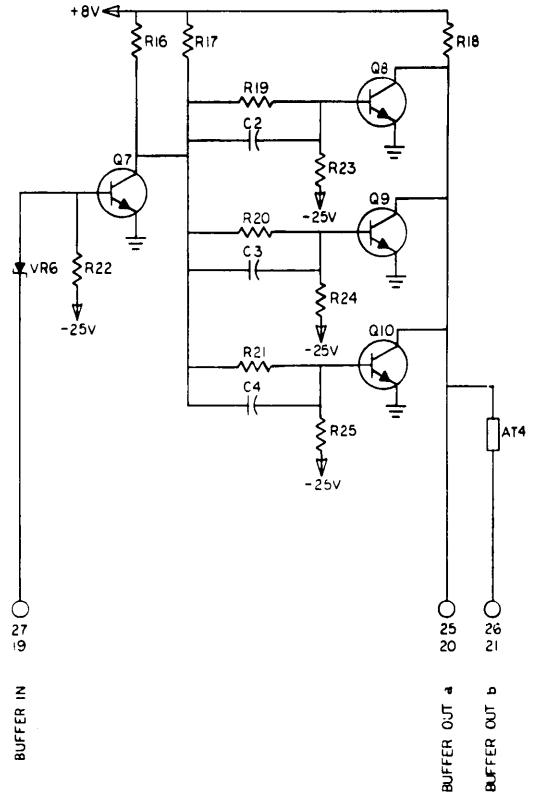 +8V
R16
R17
R18
Q8
R19
C2
Q7
R23
-25V
Q9
R20
VR6
R22
C3
R24
-25V
-25V
Q10
R21
C4
R25
AT4
-25V
27
19
25
20
26
21
BUFFER IN
BUFFER OUT a
BUFFER OUT b